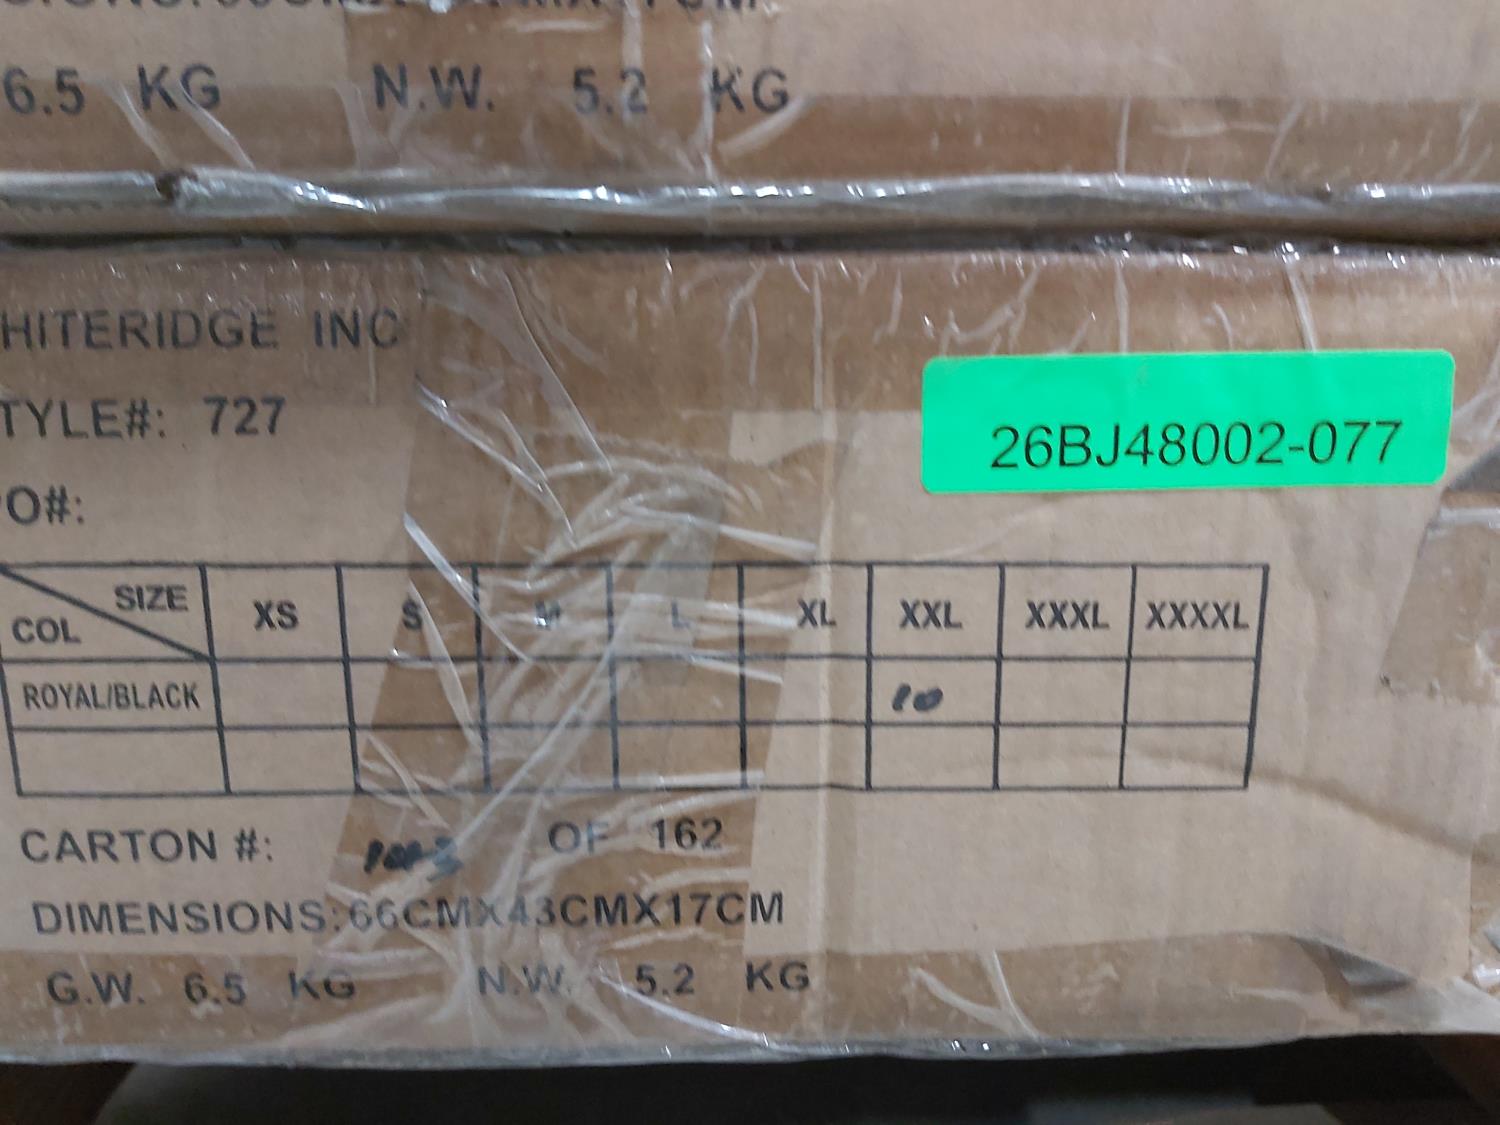 6.5 KG N.W. 5.2 KG
HITERIDGE INC
TYLE#: 727
26BJ48002-077
O#:
SIZE COL XS S M L XL XXL XXXL XXXXL
ROYAL/BLACK 10
CARTON #: OF 162
DIMENSIONS:66CMX43CMX17CM
G.W. 6.5 KG N.W. 5.2 KG